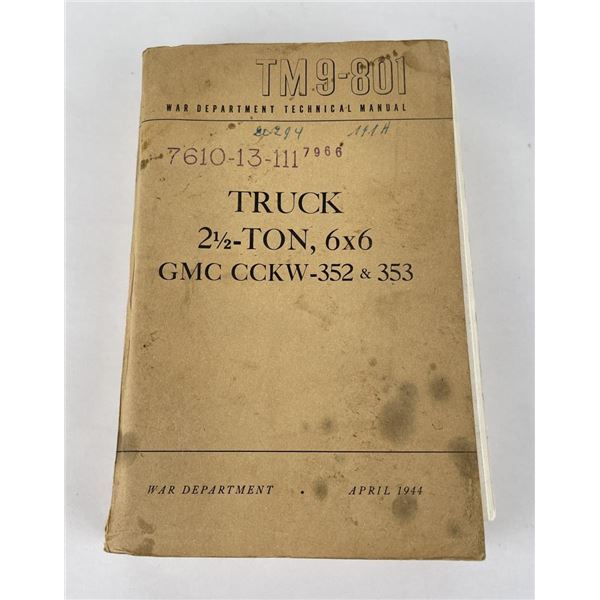 TM 9-801
WAR DEPARTMENT TECHNICAL MANUAL
7610-13-111 7966
TRUCK
2½-TON, 6x6
GMC CCKW-352 & 353
WAR DEPARTMENT • APRIL 1944